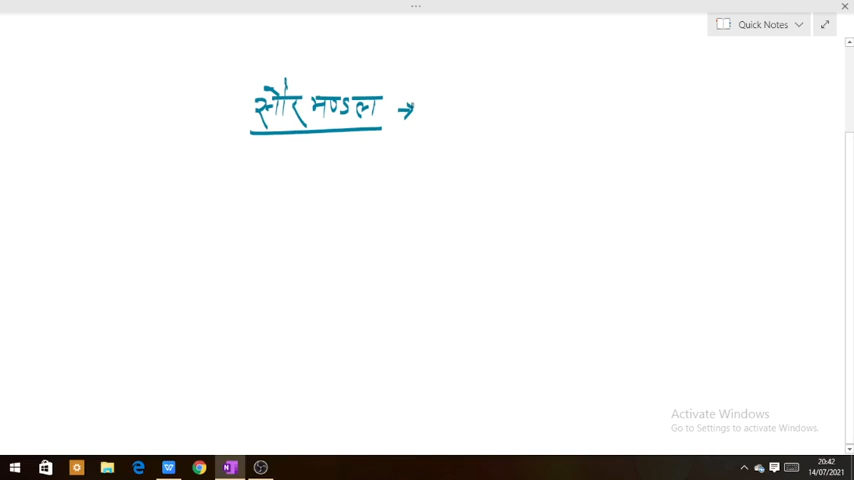 Quick Notes
सौर मण्डल →
Activate Windows
Go to Settings to activate Windows.
20:42
14/07/2021